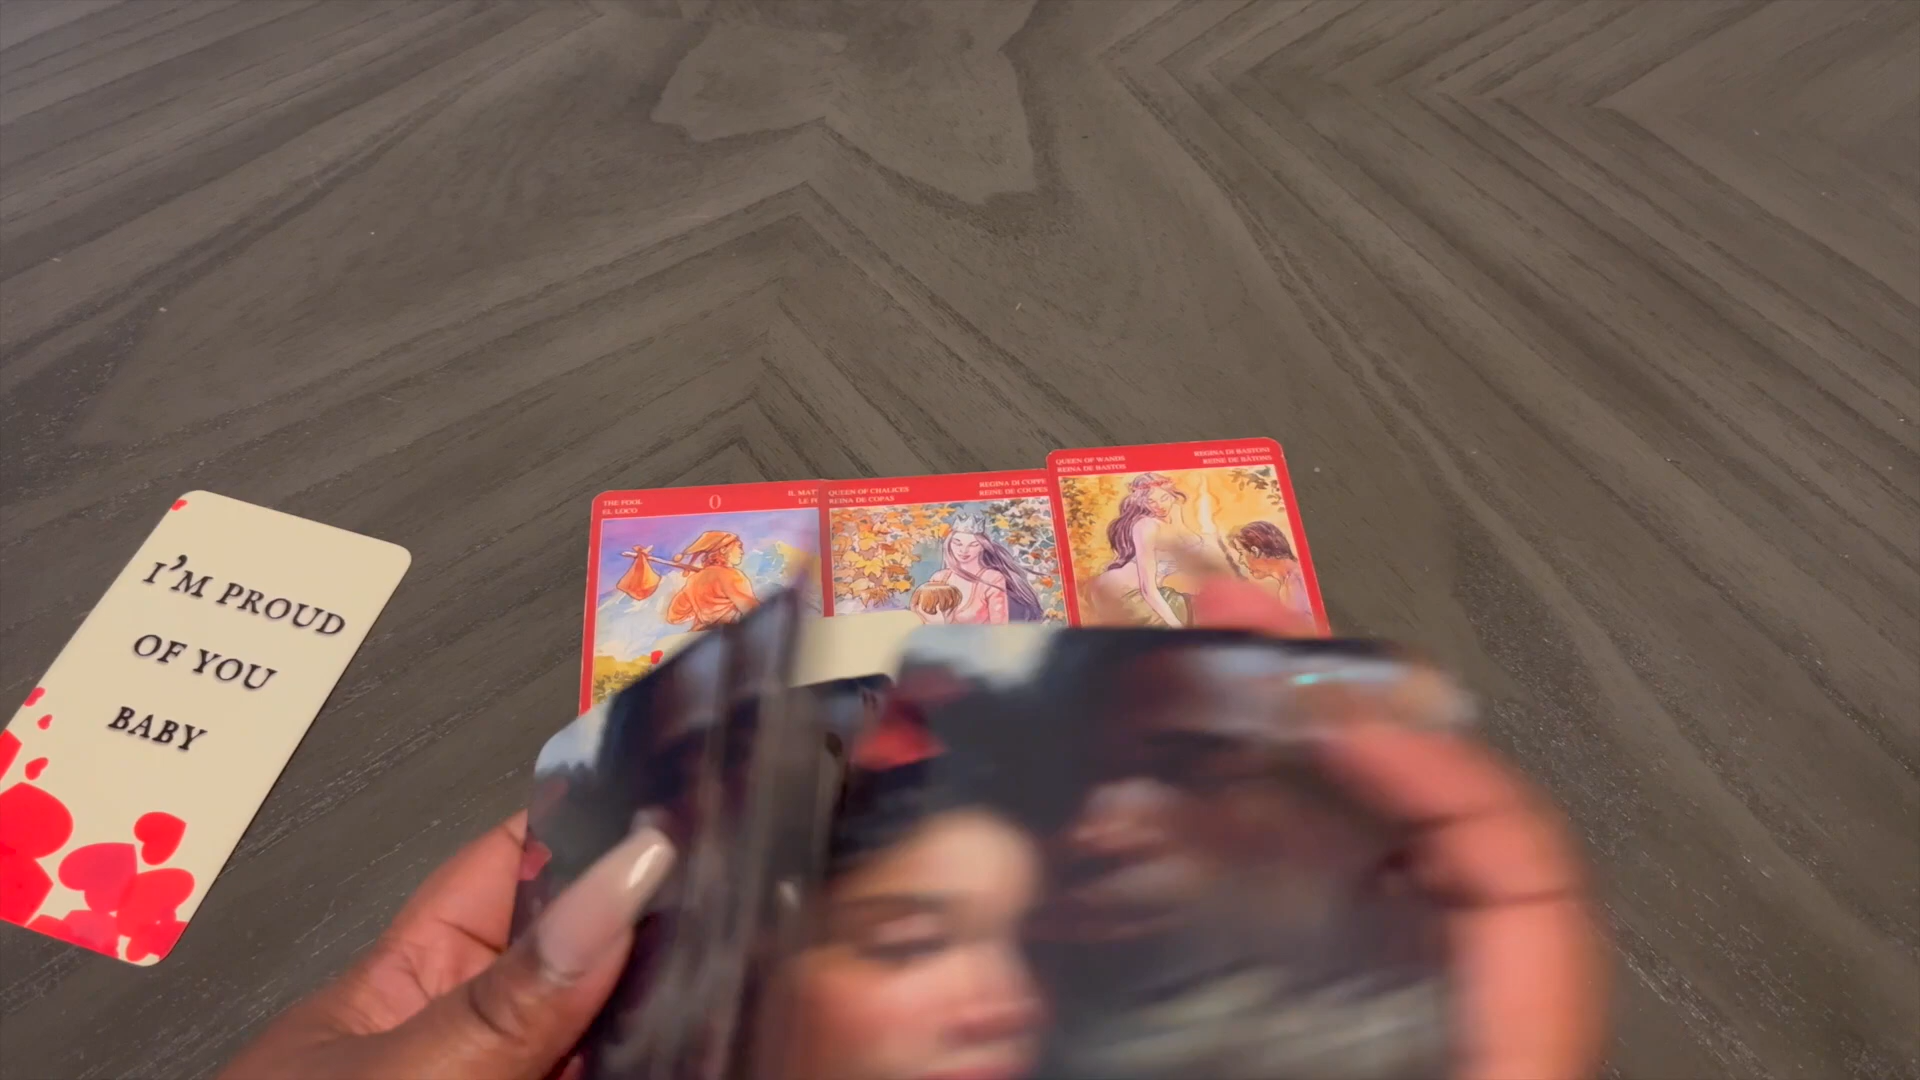 I'M PROUD
OF YOU
BABY
THE FOOL
EL LOCO
0
IL MAT
LE F
QUEEN OF CHALICES
REINA DE COPAS
REGINA DI COPPE
REINE DE COUPES
QUEEN OF WANDS
REINA DE BASTOS
REGINA DI BASTONI
REINE DE BÂTONS